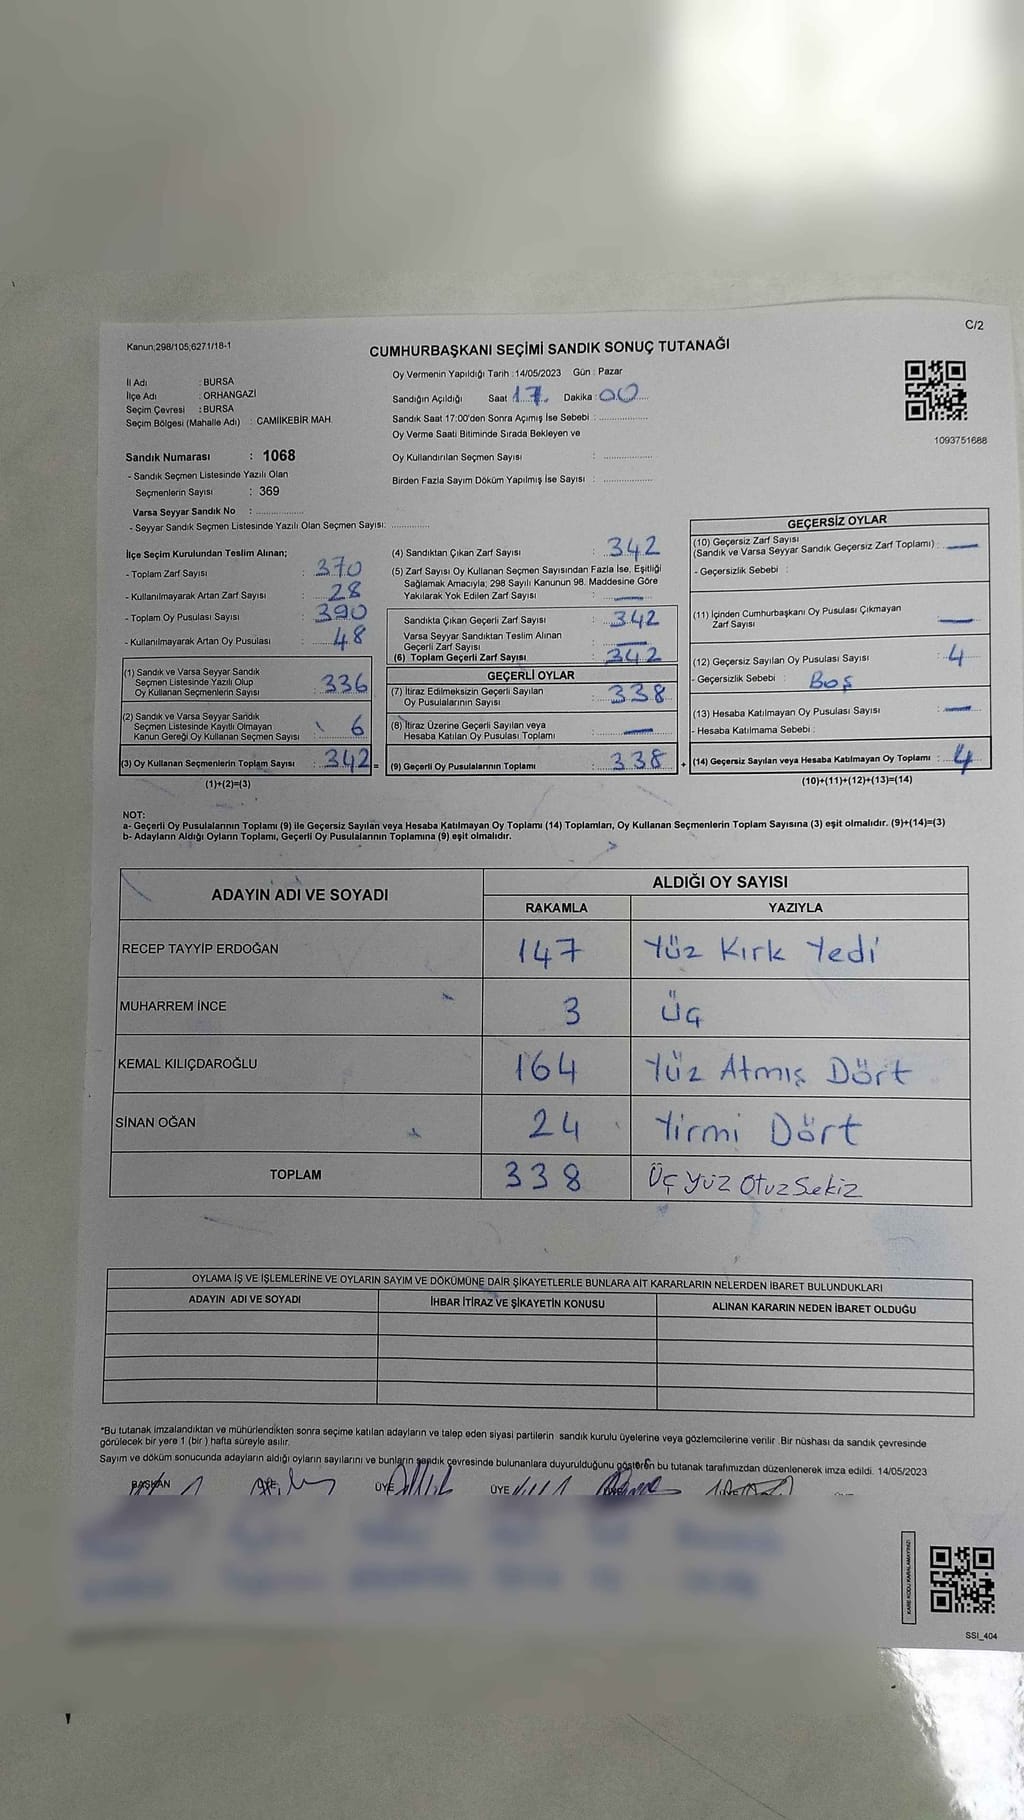 C/2
Kanun;298/105,6271/18-1
CUMHURBAŞKANI SEÇİMİ SANDIK SONUÇ TUTANAĞI
İl Adı : BURSA
İlçe Adı : ORHANGAZİ
Seçim Çevresi : BURSA
Seçim Bölgesi (Mahalle Adı) : CAMİİKEBİR MAH.
Sandık Numarası : 1068
- Sandık Seçmen Listesinde Yazılı Olan
Seçmenlerin Sayısı : 369
Varsa Seyyar Sandık No :
- Seyyar Sandık Seçmen Listesinde Yazılı Olan Seçmen Sayısı:
Oy Vermenin Yapıldığı Tarih :14/05/2023 Gün : Pazar
Sandığın Açıldığı Saat 17 Dakika : 00
Sandık Saat 17:00'den Sonra Açımış İse Sebebi :
Oy Verme Saati Bitiminde Sırada Bekleyen ve
Oy Kullandırılan Seçmen Sayısı :
Birden Fazla Sayım Döküm Yapılmış İse Sayısı :
1093751688
İlçe Seçim Kurulundan Teslim Alınan;
- Toplam Zarf Sayısı : 370
- Kullanılmayarak Artan Zarf Sayısı : 28
- Toplam Oy Pusulası Sayısı : 390
- Kullanılmayarak Artan Oy Pusulası : 48
(1) Sandık ve Varsa Seyyar Sandık
Seçmen Listesinde Yazılı Olup
Oy Kullanan Seçmenlerin Sayısı : 336
(2) Sandık ve Varsa Seyyar Sandık
Seçmen Listesinde Kayıtlı Olmayan
Kanun Gereği Oy Kullanan Seçmen Sayısı : 6
(3) Oy Kullanan Seçmenlerin Toplam Sayısı : 342 =
(1)+(2)=(3)
(4) Sandıktan Çıkan Zarf Sayısı : 342
(5) Zarf Sayısı Oy Kullanan Seçmen Sayısından Fazla İse, Eşitliği
Sağlamak Amacıyla; 298 Sayılı Kanunun 98. Maddesine Göre
Yakılarak Yok Edilen Zarf Sayısı : —
Sandıkta Çıkan Geçerli Zarf Sayısı : 342
Varsa Seyyar Sandıktan Teslim Alınan
Geçerli Zarf Sayısı : —
(6) Toplam Geçerli Zarf Sayısı : 342
GEÇERLİ OYLAR
(7) İtiraz Edilmeksizin Geçerli Sayılan
Oy Pusulalarının Sayısı : 338
(8) İtiraz Üzerine Geçerli Sayılan veya
Hesaba Katılan Oy Pusulası Toplamı : —
(9) Geçerli Oy Pusulalarının Toplamı : 338 +
GEÇERSİZ OYLAR
(10) Geçersiz Zarf Sayısı
(Sandık ve Varsa Seyyar Sandık Geçersiz Zarf Toplamı) : —
- Geçersizlik Sebebi :
(11) İçinden Cumhurbaşkanı Oy Pusulası Çıkmayan
Zarf Sayısı : —
(12) Geçersiz Sayılan Oy Pusulası Sayısı : 4
- Geçersizlik Sebebi : Boş
(13) Hesaba Katılmayan Oy Pusulası Sayısı : —
- Hesaba Katılmama Sebebi :
(14) Geçersiz Sayılan veya Hesaba Katılmayan Oy Toplamı : 4
(10)+(11)+(12)+(13)=(14)
NOT:
a- Geçerli Oy Pusulalarının Toplamı (9) ile Geçersiz Sayılan veya Hesaba Katılmayan Oy Toplamı (14) Toplamları, Oy Kullanan Seçmenlerin Toplam Sayısına (3) eşit olmalıdır. (9)+(14)=(3)
b- Adayların Aldığı Oyların Toplamı, Geçerli Oy Pusulalarının Toplamına (9) eşit olmalıdır.
ADAYIN ADI VE SOYADI ALDIĞI OY SAYISI
RAKAMLA YAZIYLA
RECEP TAYYİP ERDOĞAN 147 Yüz Kırk Yedi
MUHARREM İNCE 3 Üç
KEMAL KILIÇDAROĞLU 164 Yüz Atmış Dört
SİNAN OĞAN 24 Yirmi Dört
TOPLAM 338 Üç yüz Otuz Sekiz
OYLAMA İŞ VE İŞLEMLERİNE VE OYLARIN SAYIM VE DÖKÜMÜNE DAİR ŞİKAYETLERLE BUNLARA AİT KARARLARIN NELERDEN İBARET BULUNDUKLARI
ADAYIN ADI VE SOYADI İHBAR İTİRAZ VE ŞİKAYETİN KONUSU ALINAN KARARIN NEDEN İBARET OLDUĞU
*Bu tutanak imzalandıktan ve mühürlendikten sonra seçime katılan adayların ve talep eden siyasi partilerin sandık kurulu üyelerine veya gözlemcilerine verilir .Bir nüshası da sandık çevresinde
görülecek bir yere 1 (bir ) hafta süreyle asılır.
Sayım ve döküm sonucunda adayların aldığı oyların sayılarını ve bunların sandık çevresinde bulunanlara duyurulduğunu gösteren bu tutanak tarafımızdan düzenlenerek imza edildi. 14/05/2023
BAŞKAN ÜYE ÜYE ÜYE ÜYE
KARE KODU KARALAMAYINIZ!
SSI_404